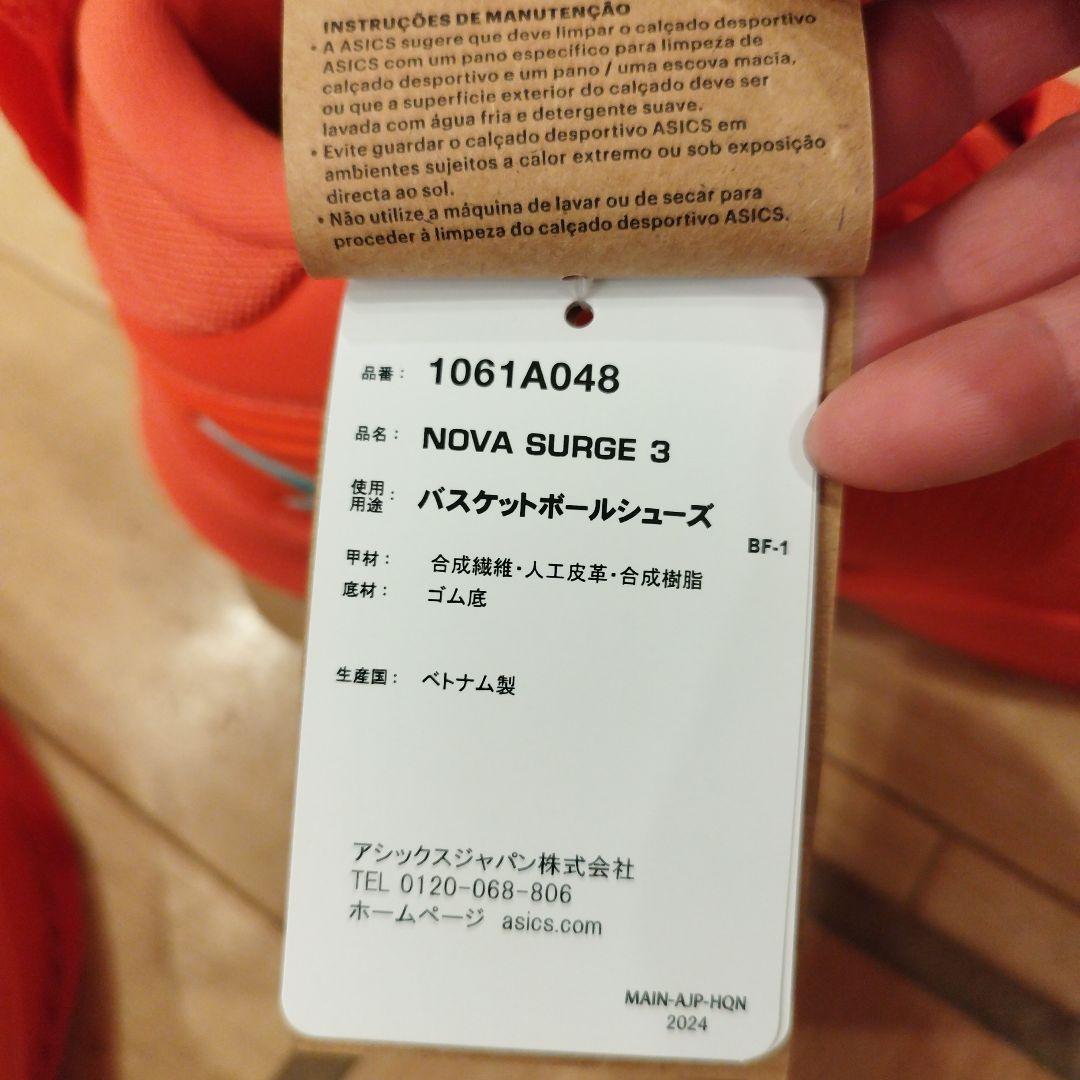 INSTRUÇÕES DE MANUTENÇÃO
• A ASICS sugere que deve limpar o calçado desportivo
ASICS com um pano específico para limpeza de
calçado desportivo e um pano / uma escova macia,
ou que a superfície exterior do calçado deve ser
lavada com água fria e detergente suave.
• Evite guardar o calçado desportivo ASICS em
ambientes sujeitos a calor extremo ou sob exposição
directa ao sol.
• Não utilize a máquina de lavar ou de secar para
proceder à limpeza do calçado desportivo ASICS.
品番： 1061A048
品名： NOVA SURGE 3
使用用途： バスケットボールシューズ
BF-1
甲材： 合成繊維・人工皮革・合成樹脂
底材： ゴム底
生産国： ベトナム製
アシックスジャパン株式会社
TEL 0120-068-806
ホームページ asics.com
MAIN-AJP-HQN
2024